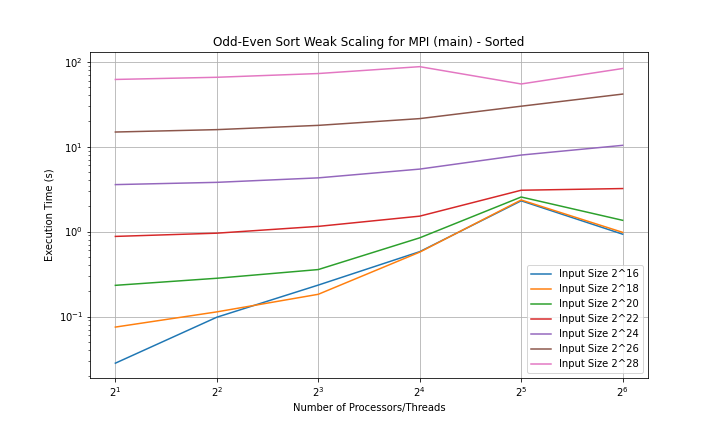 Odd-Even Sort Weak Scaling for MPI (main) - Sorted
10^2
10^1
10^0
10^-1
Execution Time (s)
2^1 2^2 2^3 2^4 2^5 2^6
Number of Processors/Threads
Input Size 2^16
Input Size 2^18
Input Size 2^20
Input Size 2^22
Input Size 2^24
Input Size 2^26
Input Size 2^28